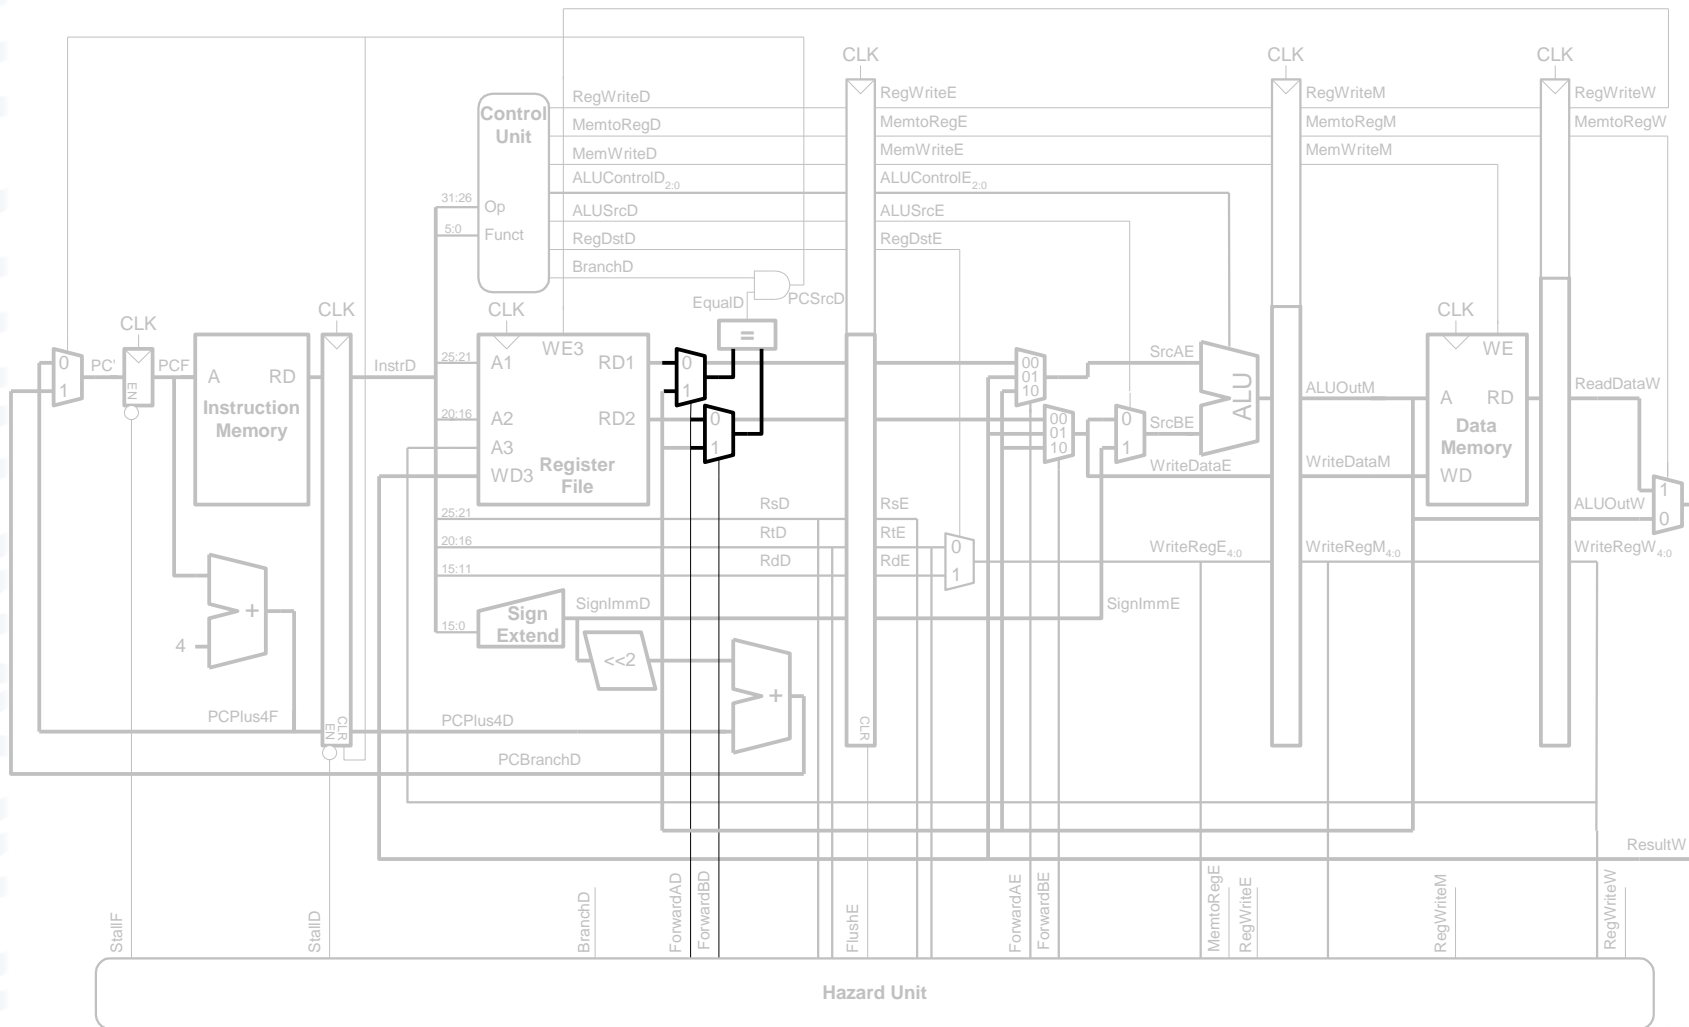 CLK
CLK
CLK
RegWriteD
RegWriteE
RegWriteM
RegWriteW
Control
Unit
MemtoRegD
MemtoRegE
MemtoRegM
MemtoRegW
MemWriteD
MemWriteE
MemWriteM
ALUControlD2:0
ALUControlE2:0
31:26
Op
ALUSrcD
ALUSrcE
5:0
Funct
RegDstD
RegDstE
BranchD
EqualD
PCSrcD
CLK
CLK
CLK
CLK
=
WE3
WE
0
1
PC'
EN
PCF
A
RD
Instruction
Memory
InstrD
25:21
A1
RD1
0
1
00
01
10
SrcAE
ALU
ALUOutM
A
RD
ReadDataW
20:16
A2
RD2
0
1
00
01
10
0
1
SrcBE
Data
Memory
A3
Register
File
WD3
WriteDataE
WriteDataM
WD
1
0
ALUOutW
25:21
RsD
RsE
20:16
RtD
RtE
0
1
WriteRegE4:0
WriteRegM4:0
WriteRegW4:0
15:11
RdD
RdE
15:0
Sign
Extend
SignImmD
SignImmE
+
4
<<2
+
PCPlus4F
EN
CLR
PCPlus4D
CLR
PCBranchD
ResultW
StallF
StallD
BranchD
ForwardAD
ForwardBD
FlushE
ForwardAE
ForwardBE
MemtoRegE
RegWriteE
RegWriteM
RegWriteW
Hazard Unit